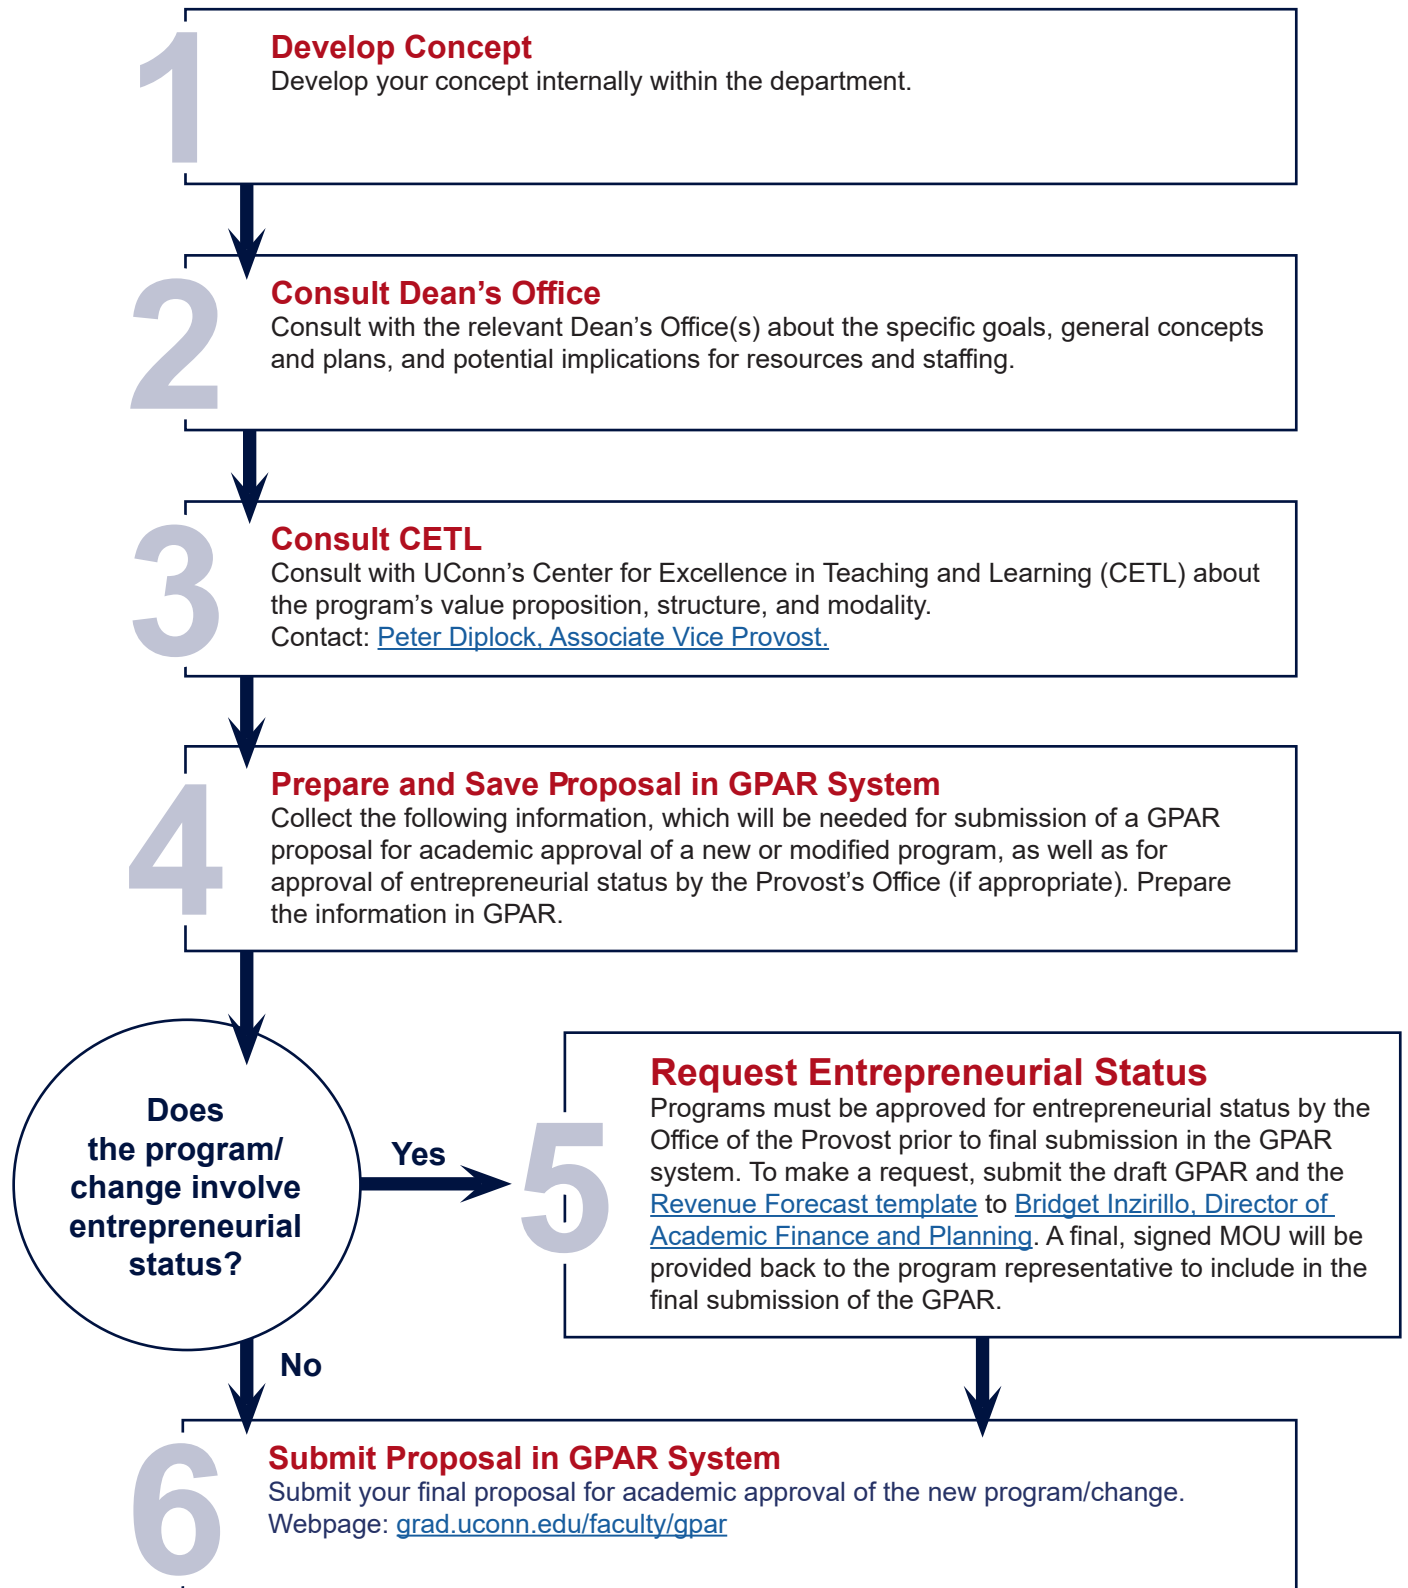 1
Develop Concept
Develop your concept internally within the department.
2
Consult Dean’s Office
Consult with the relevant Dean’s Office(s) about the specific goals, general concepts
and plans, and potential implications for resources and staffing.
3
Consult CETL
Consult with UConn’s Center for Excellence in Teaching and Learning (CETL) about
the program’s value proposition, structure, and modality.
Contact: Peter Diplock, Associate Vice Provost.
4
Prepare and Save Proposal in GPAR System
Collect the following information, which will be needed for submission of a GPAR
proposal for academic approval of a new or modified program, as well as for
approval of entrepreneurial status by the Provost’s Office (if appropriate). Prepare
the information in GPAR.
Does
the program/
change involve
entrepreneurial
status?
Yes
No
5
Request Entrepreneurial Status
Programs must be approved for entrepreneurial status by the
Office of the Provost prior to final submission in the GPAR
system. To make a request, submit the draft GPAR and the
Revenue Forecast template to Bridget Inzirillo, Director of
Academic Finance and Planning. A final, signed MOU will be
provided back to the program representative to include in the
final submission of the GPAR.
6
Submit Proposal in GPAR System
Submit your final proposal for academic approval of the new program/change.
Webpage: grad.uconn.edu/faculty/gpar